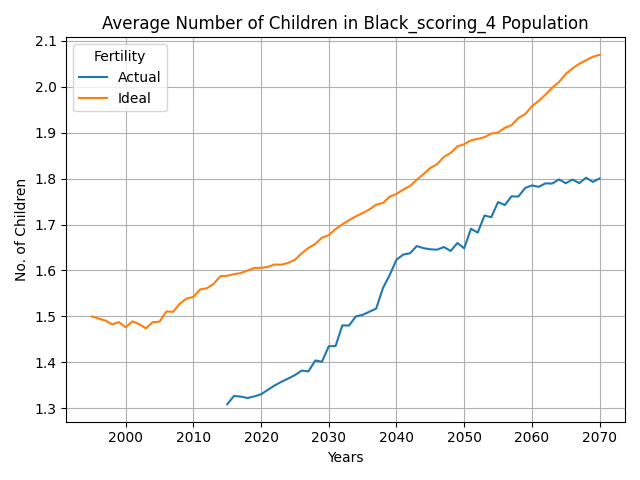 Average Number of Children in Black_scoring_4 Population
Fertility
Actual
Ideal
No. of Children
2.1
2.0
1.9
1.8
1.7
1.6
1.5
1.4
1.3
2000 2010 2020 2030 2040 2050 2060 2070
Years